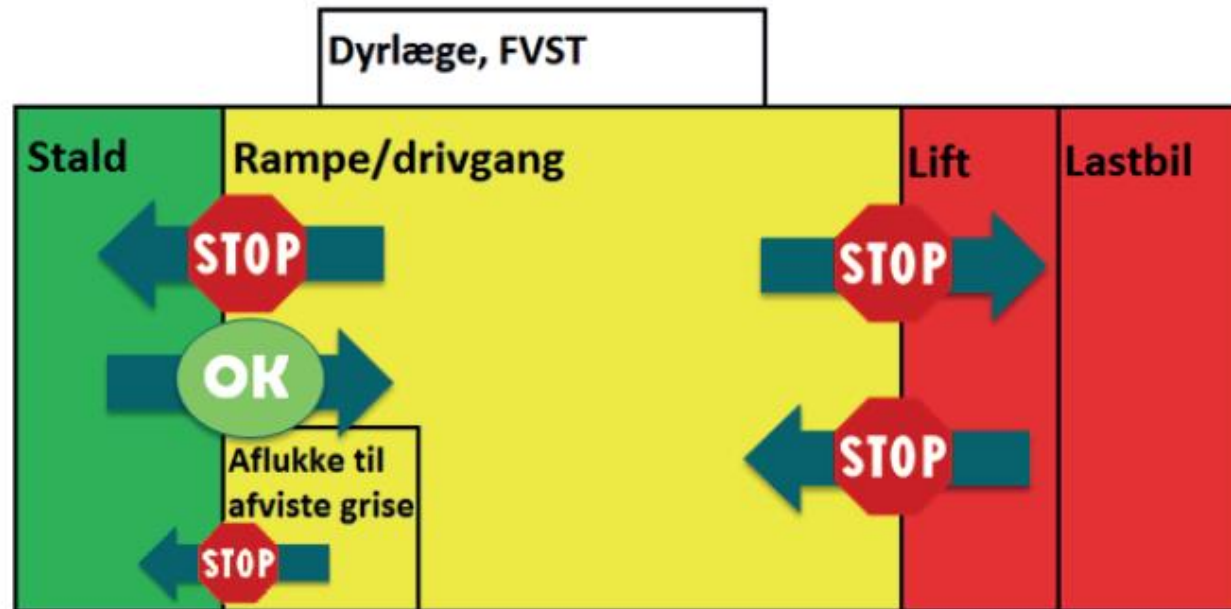 Dyrlæge, FVST
Stald
Rampe/drivgang
Lift
Lastbil
STOP
STOP
OK
STOP
Aflukke til
afviste grise
STOP